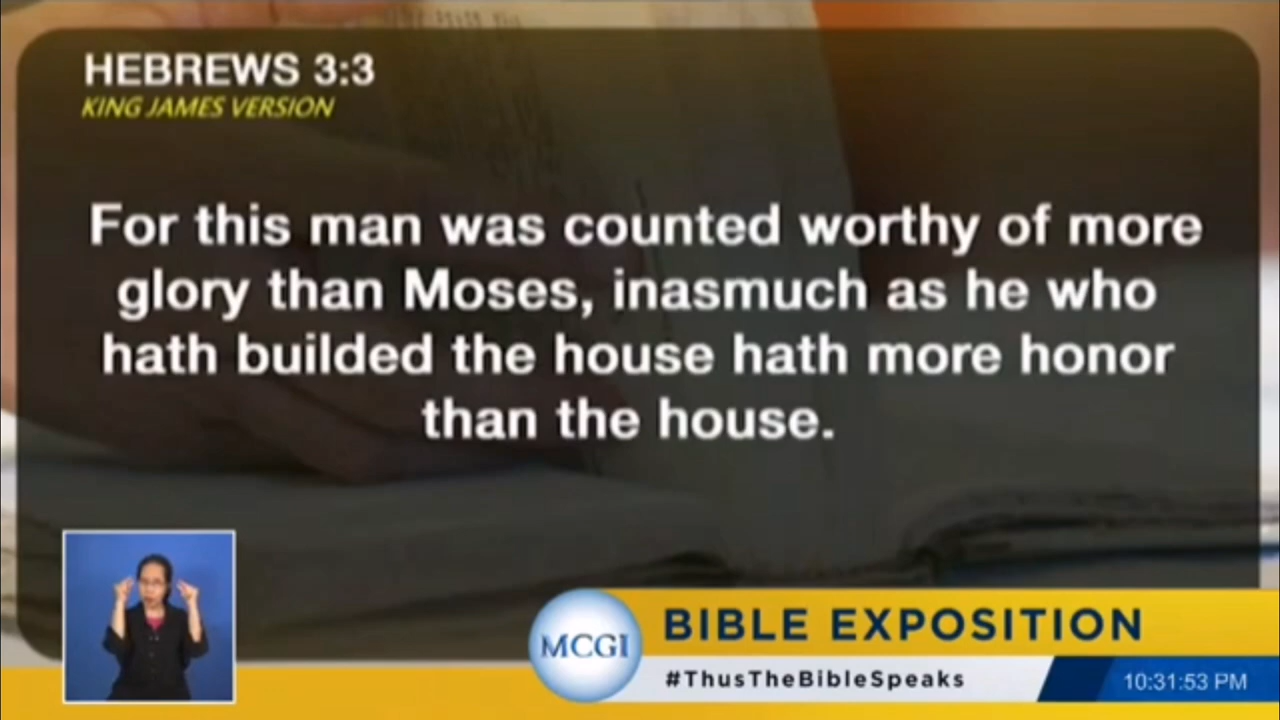 HEBREWS 3:3
KING JAMES VERSION
For this man was counted worthy of more
glory than Moses, inasmuch as he who
hath builded the house hath more honor
than the house.
MCGI
BIBLE EXPOSITION
#ThusTheBibleSpeaks
10:31:53 PM